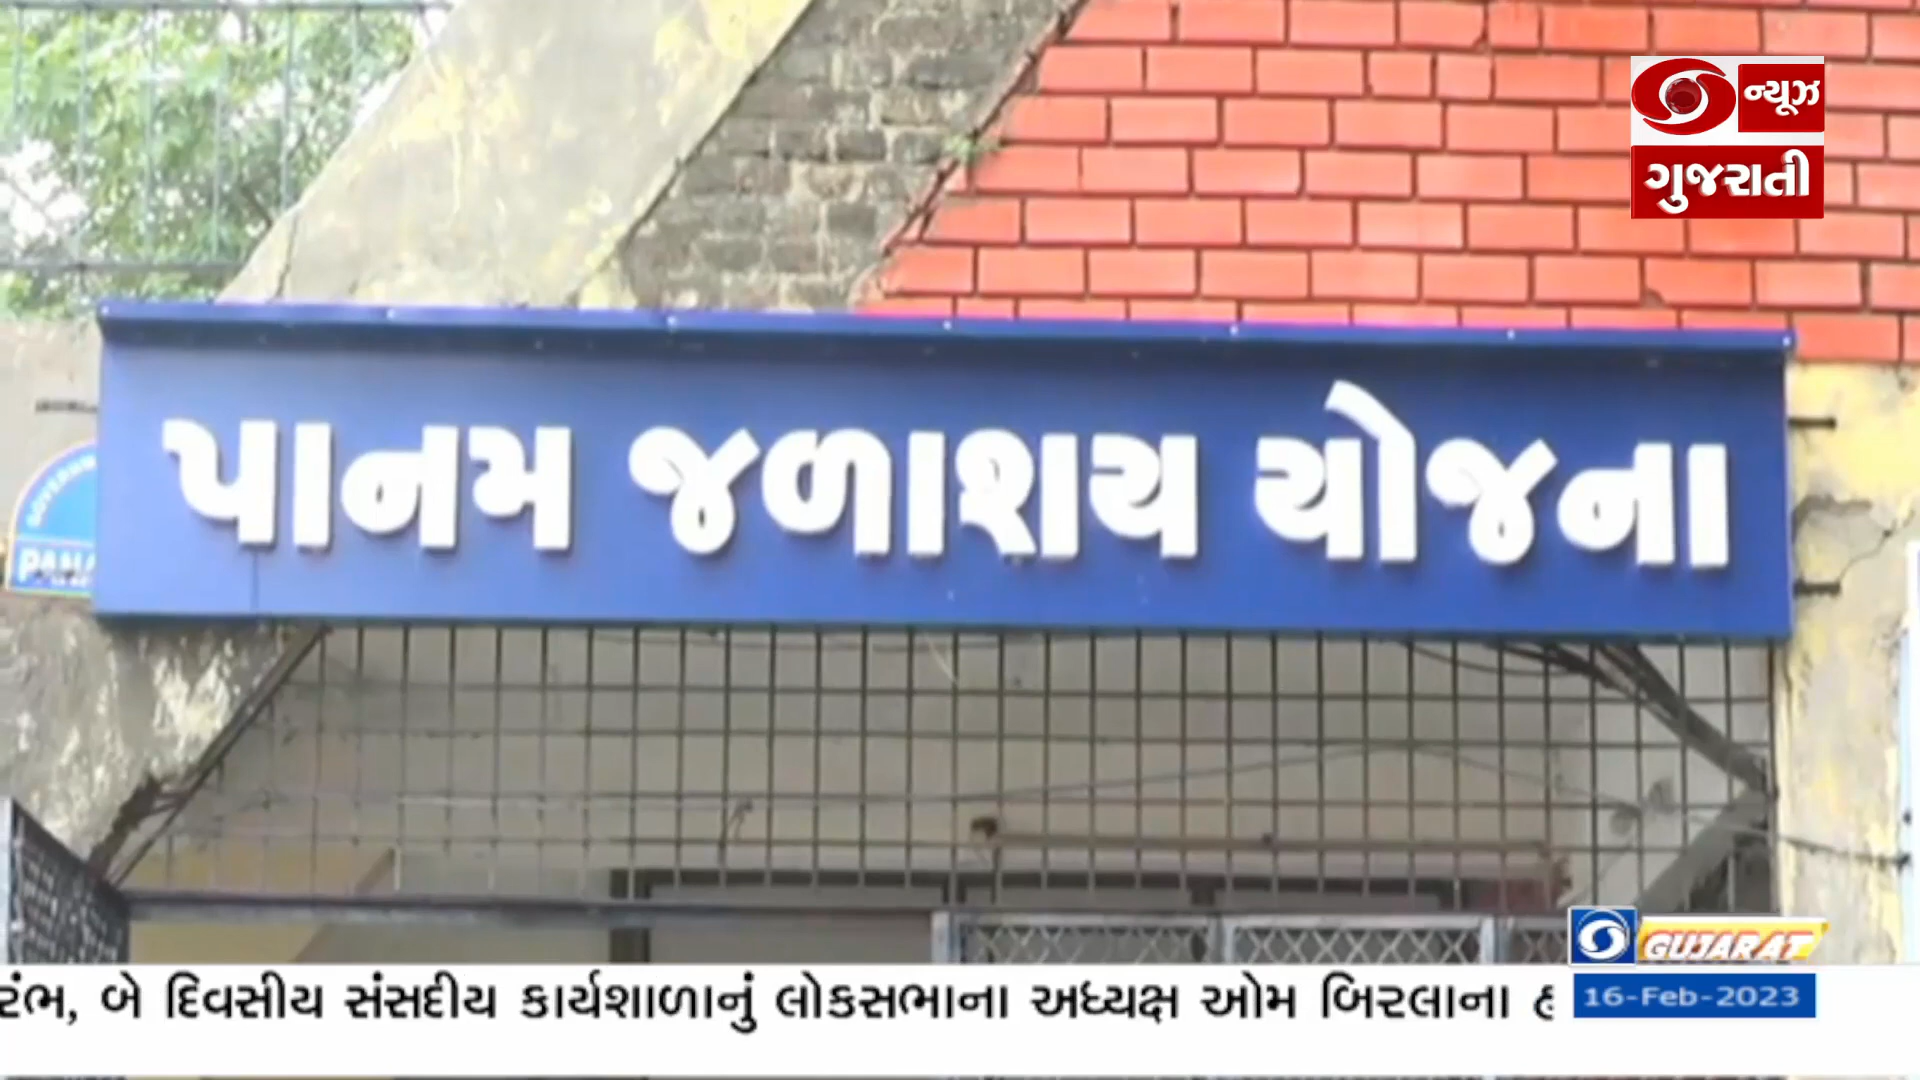 ન્યૂઝ
ગુજરાતી
પાનમ જળાશય યોજના
GUJARAT
રંભ, બે દિવસીય સંસદીય કાર્યશાળાનું લોકસભાના અધ્યક્ષ ઓમ બિરલાના હ
16-Feb-2023